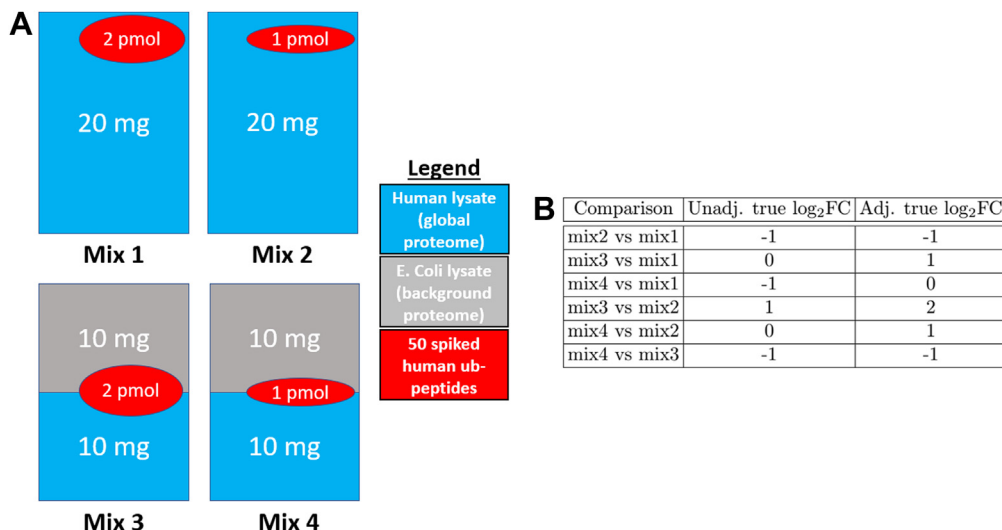 A
2 pmol
20 mg
Mix 1
1 pmol
20 mg
Mix 2
10 mg
2 pmol
10 mg
Mix 3
10 mg
1 pmol
10 mg
Mix 4
Legend
Human lysate
(global
proteome)
E. Coli lysate
(background
proteome)
50 spiked
human ub-
peptides
B
Comparison Unadj. true log₂FC Adj. true log₂FC
mix2 vs mix1 -1 -1
mix3 vs mix1 0 1
mix4 vs mix1 -1 0
mix3 vs mix2 1 2
mix4 vs mix2 0 1
mix4 vs mix3 -1 -1